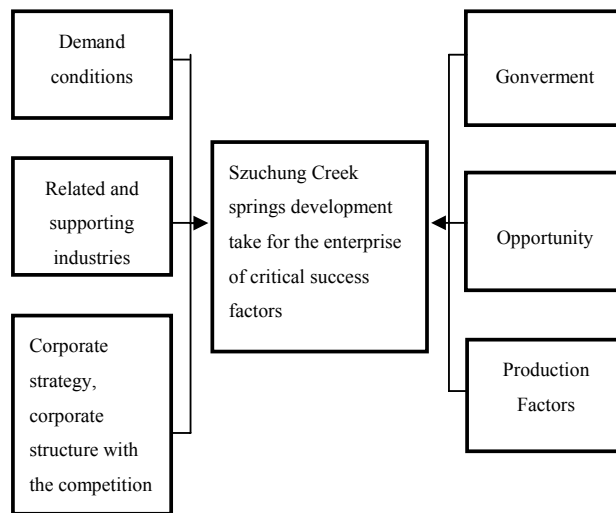 Demand
conditions
Related and
supporting
industries
Corporate
strategy,
corporate
structure with
the competition
Szuchung Creek
springs development
take for the enterprise
of critical success
factors
Gonverment
Opportunity
Production
Factors